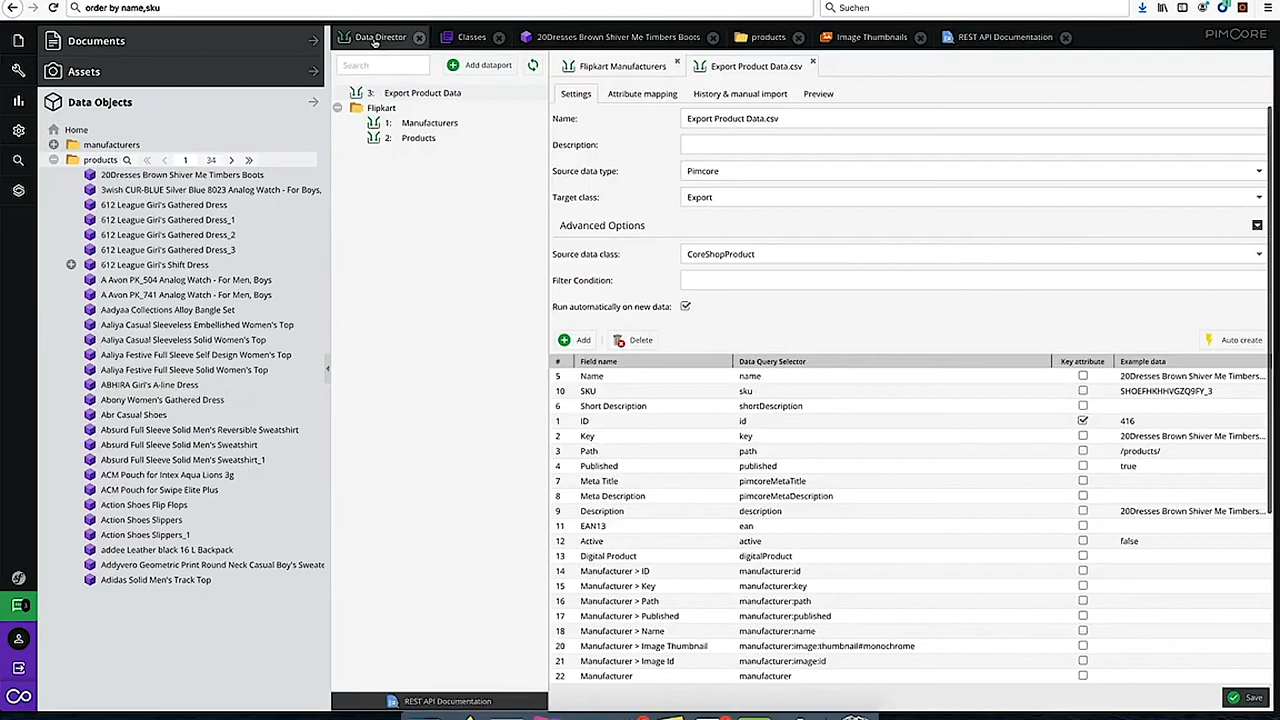 order by name,sku
Suchen
Data Director
Classes
20Dresses Brown Shiver Me Timbers Boots
products
Image Thumbnails
REST API Documentation
PIMCORE
Documents
Assets
Data Objects
Home
manufacturers
products
1
34
20Dresses Brown Shiver Me Timbers Boots
3wish CUR-BLUE Silver Blue 8023 Analog Watch - For Boys,
612 League Girl's Gathered Dress
612 League Girl's Gathered Dress_1
612 League Girl's Gathered Dress_2
612 League Girl's Gathered Dress_3
612 League Girl's Shift Dress
A Avon PK_504 Analog Watch - For Men, Boys
A Avon PK_741 Analog Watch - For Men, Boys
Aadyaa Collections Alloy Bangle Set
Aaliya Casual Sleeveless Embellished Women's Top
Aaliya Casual Sleeveless Solid Women's Top
Aaliya Festive Full Sleeve Self Design Women's Top
Aaliya Festive Full Sleeve Solid Women's Top
ABHIRA Girl's A-line Dress
Abony Women's Gathered Dress
Abr Casual Shoes
Absurd Full Sleeve Solid Men's Reversible Sweatshirt
Absurd Full Sleeve Solid Men's Sweatshirt
Absurd Full Sleeve Solid Men's Sweatshirt_1
ACM Pouch for Intex Aqua Lions 3g
ACM Pouch for Swipe Elite Plus
Action Shoes Flip Flops
Action Shoes Slippers
Action Shoes Slippers_1
addee Leather black 16 L Backpack
Addyvero Geometric Print Round Neck Casual Boy's Sweate
Adidas Solid Men's Track Top
Search
Add dataport
3: Export Product Data
Flipkart
1: Manufacturers
2: Products
REST API Documentation
Flipkart Manufacturers
Export Product Data.csv
Settings
Attribute mapping
History & manual import
Preview
Name: Export Product Data.csv
Description:
Source data type: Pimcore
Target class: Export
Advanced Options
Source data class: CoreShopProduct
Filter Condition:
Run automatically on new data:
Add
Delete
Auto create
# Field name Data Query Selector Key attribute Example data
5 Name name 20Dresses Brown Shiver Me Timbers...
10 SKU sku SHOEFHKHHVGZQ9FY_3
6 Short Description shortDescription
1 ID id 416
2 Key key 20Dresses Brown Shiver Me Timbers...
3 Path path /products/
4 Published published true
7 Meta Title pimcoreMetaTitle
8 Meta Description pimcoreMetaDescription
9 Description description 20Dresses Brown Shiver Me Timbers...
11 EAN13 ean
12 Active active false
13 Digital Product digitalProduct
14 Manufacturer > ID manufacturer:id
15 Manufacturer > Key manufacturer:key
16 Manufacturer > Path manufacturer:path
17 Manufacturer > Published manufacturer:published
18 Manufacturer > Name manufacturer:name
20 Manufacturer > Image Thumbnail manufacturer:image:thumbnail#monochrome
21 Manufacturer > Image Id manufacturer:image:id
22 Manufacturer manufacturer
Save